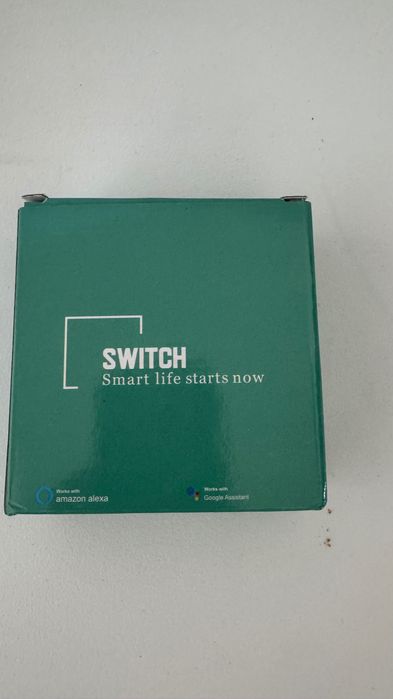 SWITCH
Smart life starts now
Works with
amazon alexa
Works with
Google Assistant